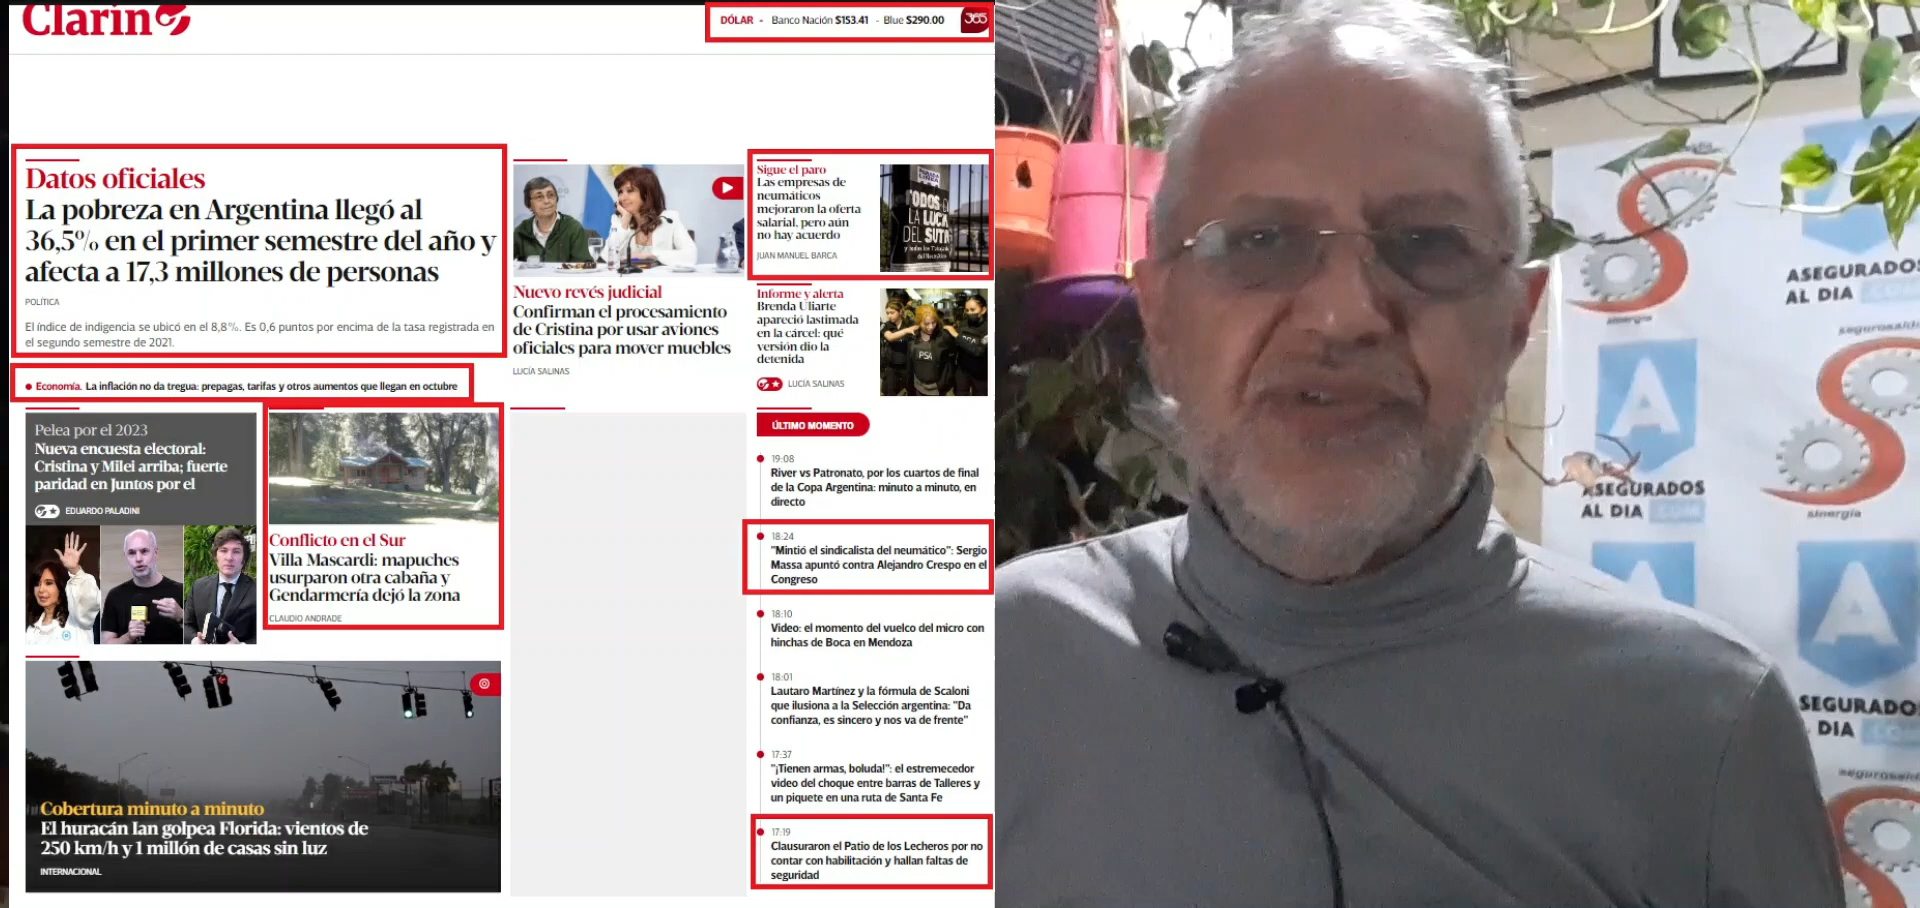 Clarín
DÓLAR - Banco Nación $153.41 - Blue $290.00
365
Datos oficiales
La pobreza en Argentina llegó al
36,5% en el primer semestre del año y
afecta a 17,3 millones de personas
POLÍTICA
El índice de indigencia se ubicó en el 8,8%. Es 0,6 puntos por encima de la tasa registrada en
el segundo semestre de 2021.
Economía. La inflación no da tregua: prepagas, tarifas y otros aumentos que llegan en octubre
Pelea por el 2023
Nueva encuesta electoral:
Cristina y Milei arriba; fuerte
paridad en Juntos por el
EDUARDO PALADINI
Conflicto en el Sur
Villa Mascardi: mapuches
usurparon otra cabaña y
Gendarmería dejó la zona
CLAUDIO ANDRADE
Cobertura minuto a minuto
El huracán Ian golpea Florida: vientos de
250 km/h y 1 millón de casas sin luz
INTERNACIONAL
Nuevo revés judicial
Confirman el procesamiento
de Cristina por usar aviones
oficiales para mover muebles
LUCÍA SALINAS
Sigue el paro
Las empresas de
neumáticos
mejoraron la oferta
salarial, pero aún
no hay acuerdo
JUAN MANUEL BARCA
TODOS
LA LUCA
DEL SUTNA
Informe y alerta
Brenda Uliarte
apareció lastimada
en la cárcel: qué
versión dio la
detenida
LUCÍA SALINAS
PSA
ÚLTIMO MOMENTO
19:08
River vs Patronato, por los cuartos de final
de la Copa Argentina: minuto a minuto, en
directo
18:24
"Mintió el sindicalista del neumático": Sergio
Massa apuntó contra Alejandro Crespo en el
Congreso
18:10
Video: el momento del vuelco del micro con
hinchas de Boca en Mendoza
18:01
Lautaro Martínez y la fórmula de Scaloni
que ilusiona a la Selección argentina: "Da
confianza, es sincero y nos va de frente"
17:37
"¡Tienen armas, boluda!": el estremecedor
video del choque entre barras de Talleres y
un piquete en una ruta de Santa Fe
17:19
Clausuraron el Patio de los Lecheros por no
contar con habilitación y hallan faltas de
seguridad
sinergia
ASEGURADOS
AL DIA .COM
ASEGURADOS
AL DIA .COM
sinergia
ASEGURADO
DIA